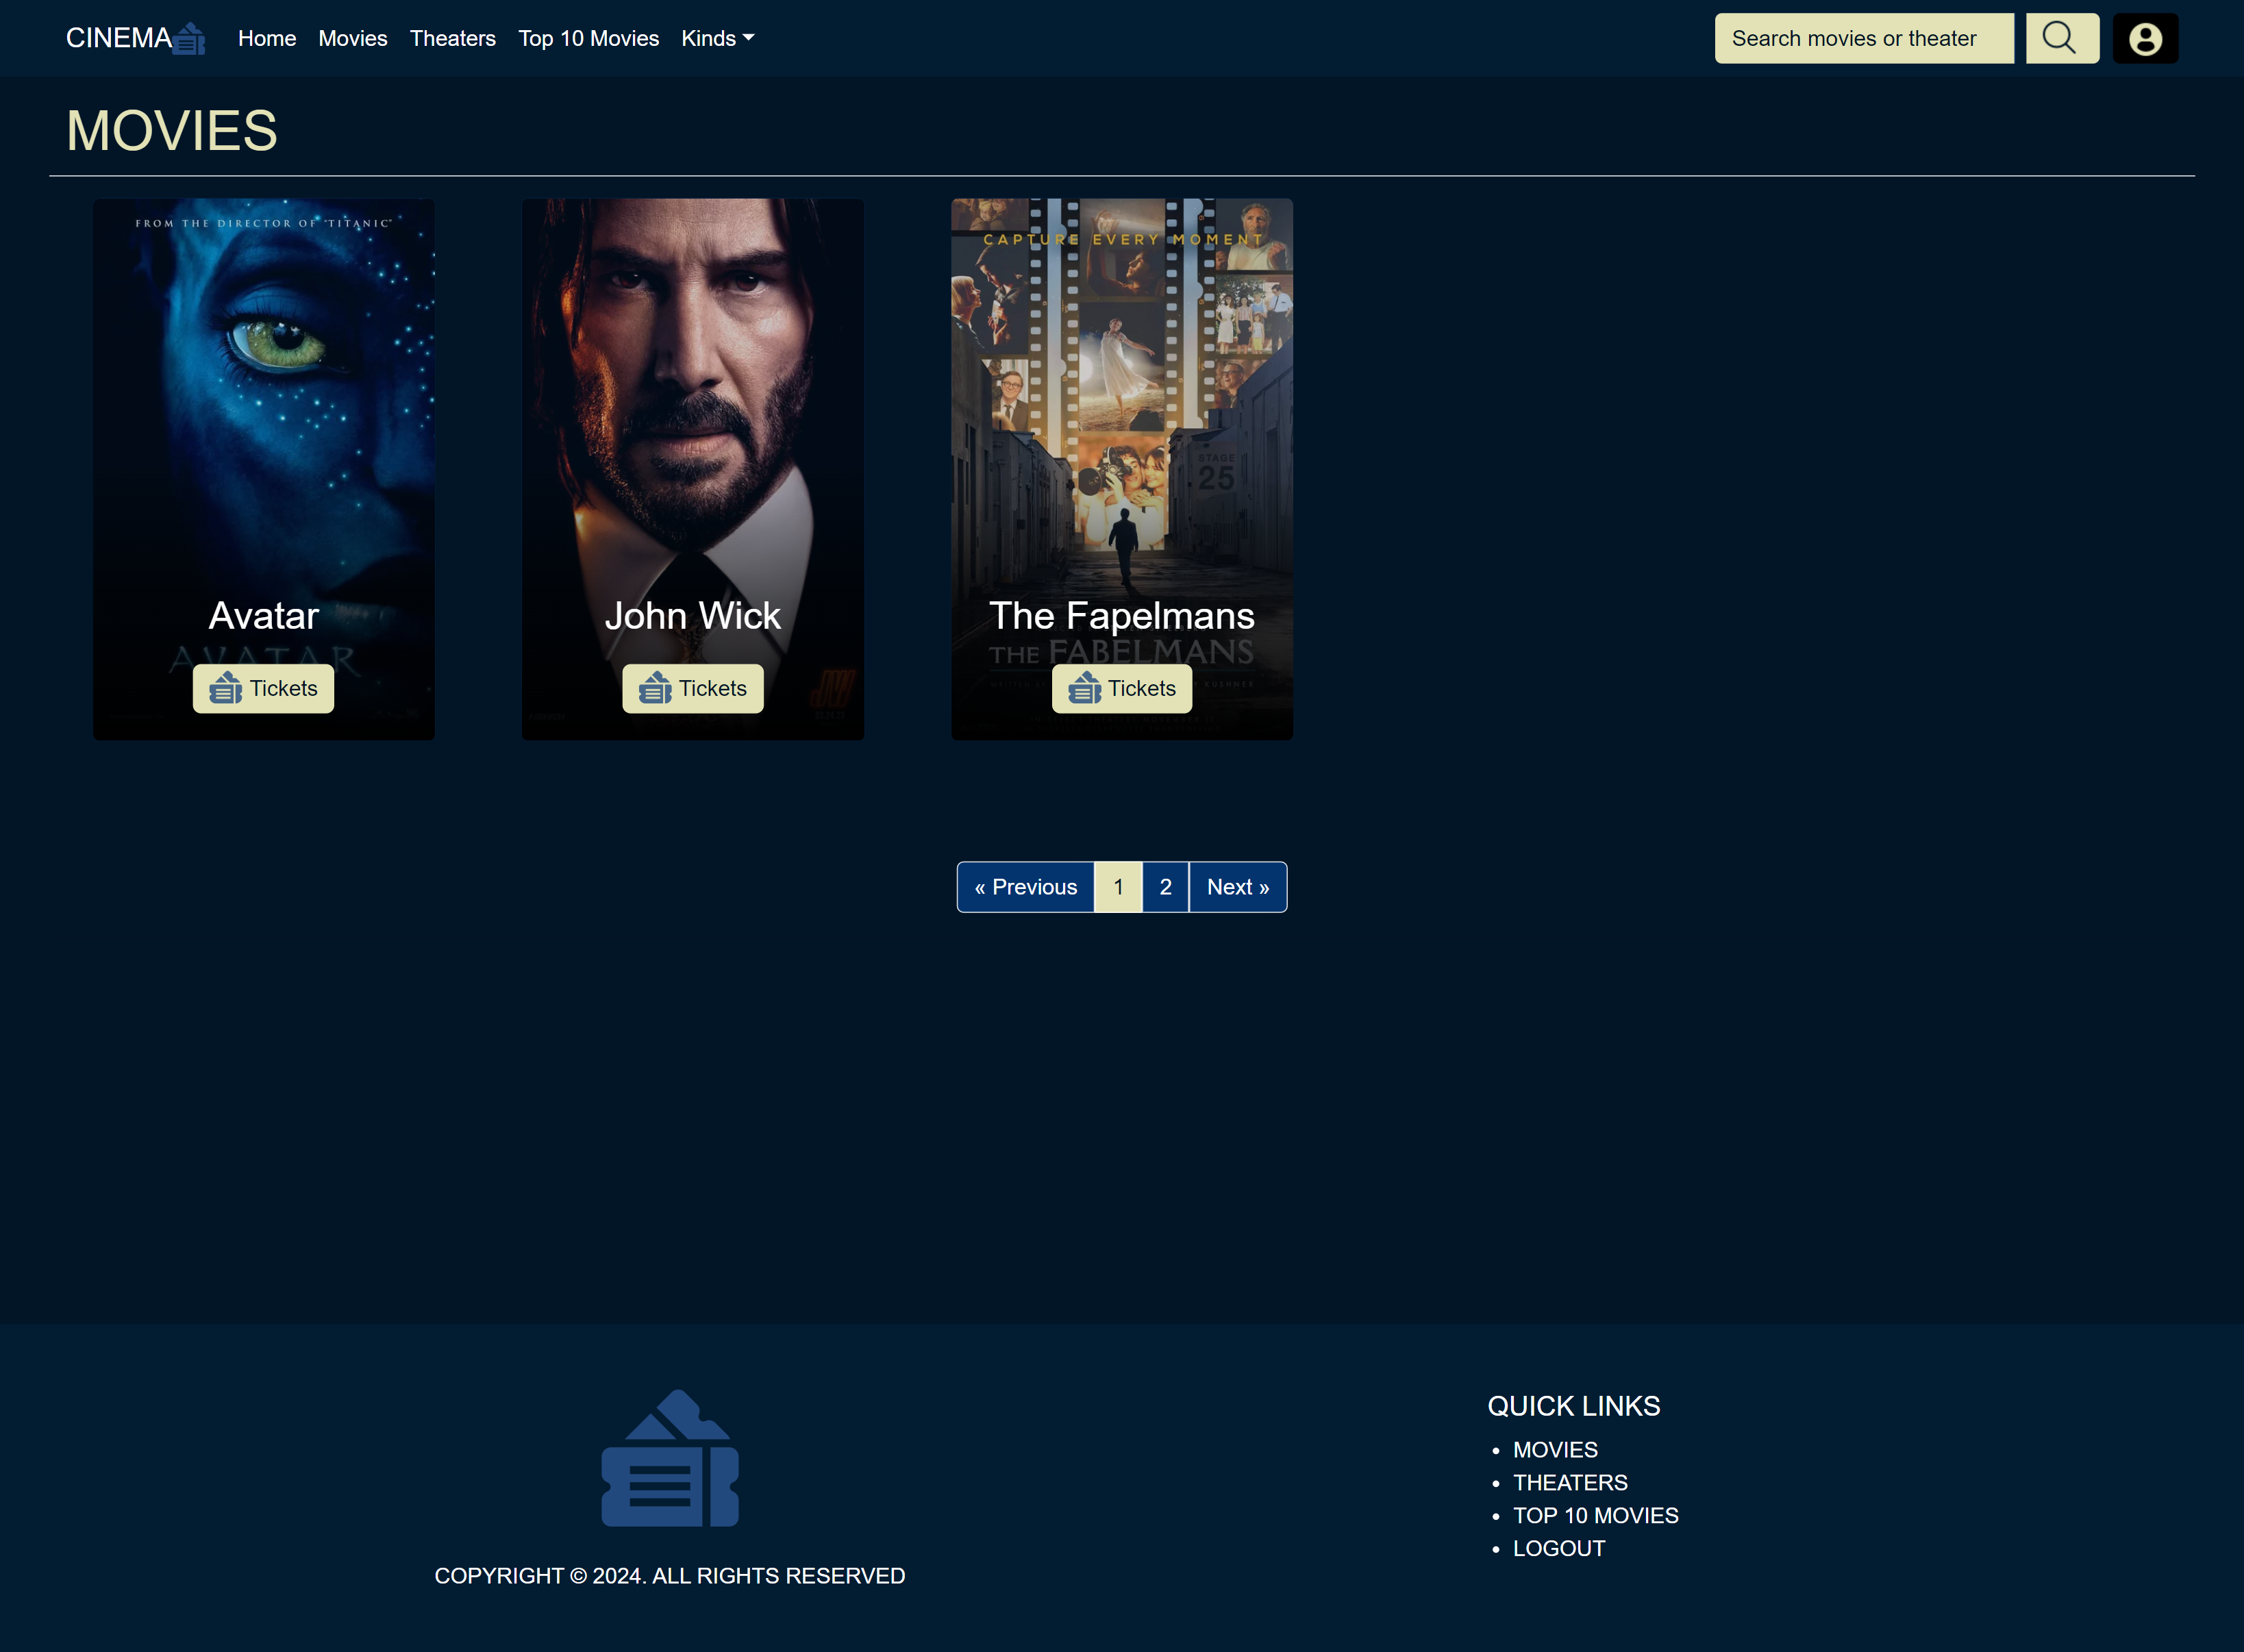 CINEMA Home Movies Theaters Top 10 Movies Kinds Search movies or theater
MOVIES
FROM THE DIRECTOR OF "TITANIC"
Avatar
AVATAR
Tickets
John Wick
Tickets
CAPTURE EVERY MOMENT
STAGE
25
The Fapelmans
THE FABELMANS
Tickets
« Previous 1 2 Next »
COPYRIGHT © 2024. ALL RIGHTS RESERVED
QUICK LINKS
• MOVIES
• THEATERS
• TOP 10 MOVIES
• LOGOUT